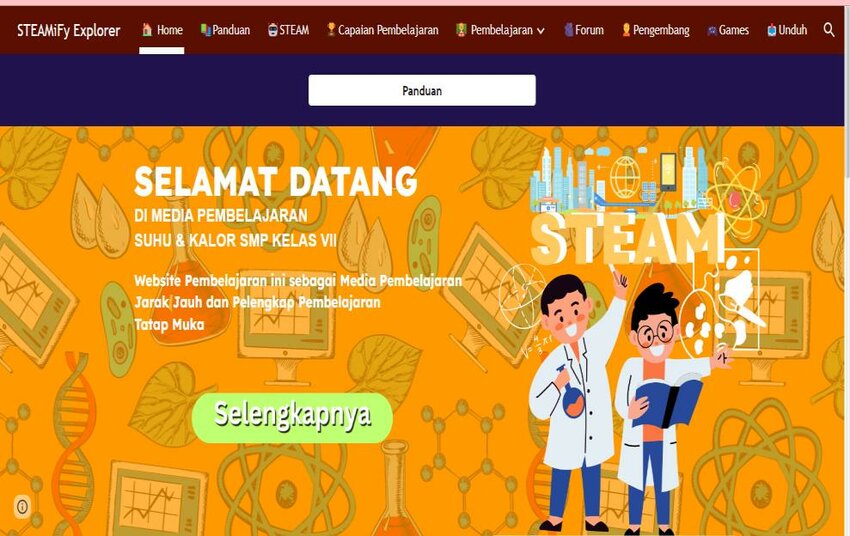 STEAMiFy Explorer Home Panduan STEAM Capaian Pembelajaran Pembelajaran Forum Pengembang Games Unduh
Panduan
SELAMAT DATANG
DI MEDIA PEMBELAJARAN
SUHU & KALOR SMP KELAS VII
Website Pembelajaran ini sebagai Media Pembelajaran
Jarak Jauh dan Pelengkap Pembelajaran
Tatap Muka
Selengkapnya
STEAM